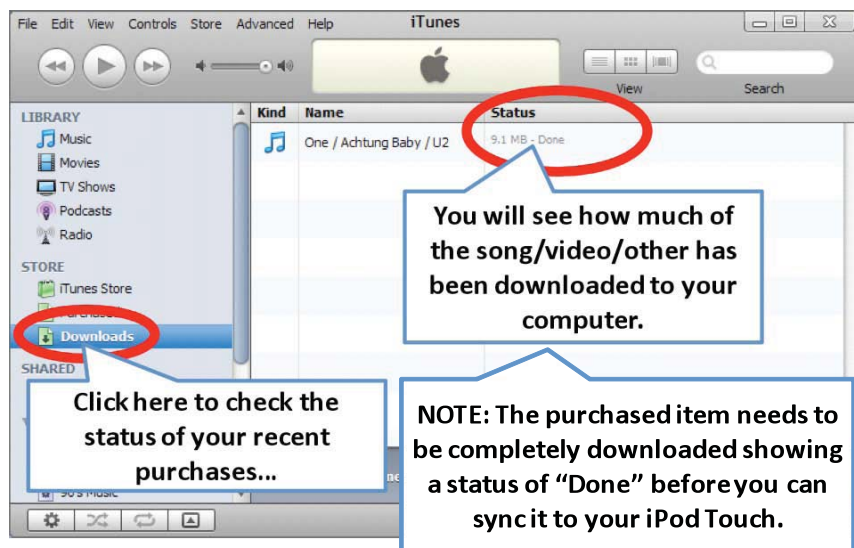 File Edit View Controls Store Advanced Help
iTunes
View
Search
LIBRARY
Music
Movies
TV Shows
Podcasts
Radio
STORE
iTunes Store
Downloads
SHARED
Kind Name Status
One / Achtung Baby / U2 9.1 MB - Done
You will see how much of
the song/video/other has
been downloaded to your
computer.
Click here to check the
status of your recent
purchases...
NOTE: The purchased item needs to
be completely downloaded showing
a status of “Done” before you can
sync it to your iPod Touch.
90's Music